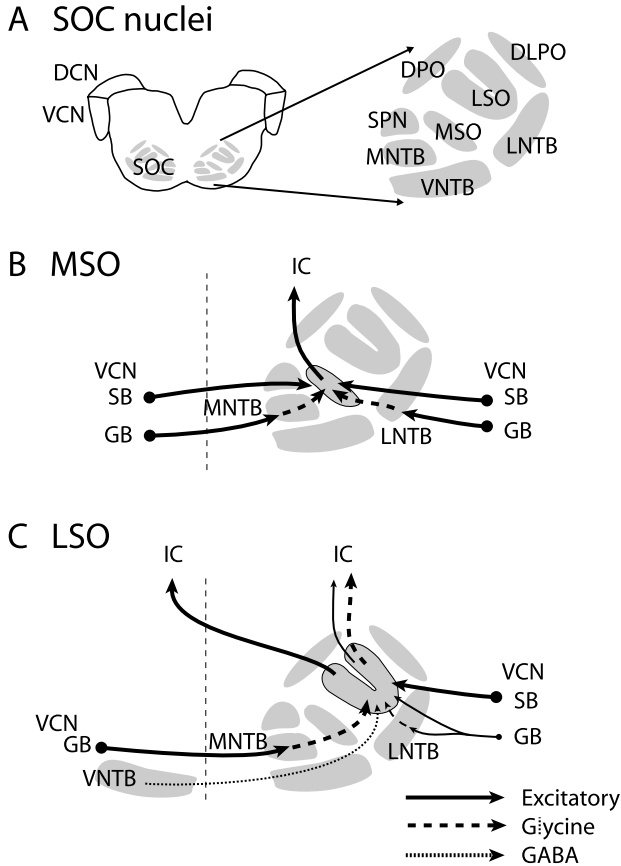 A SOC nuclei
DCN
VCN
SOC
DPO
DLPO
LSO
SPN
MSO
MNTB
LNTB
VNTB
B MSO
IC
VCN
SB
GB
MNTB
LNTB
VCN
SB
GB
C LSO
IC
IC
VCN
GB
MNTB
VNTB
LNTB
VCN
SB
GB
Excitatory
Glycine
GABA